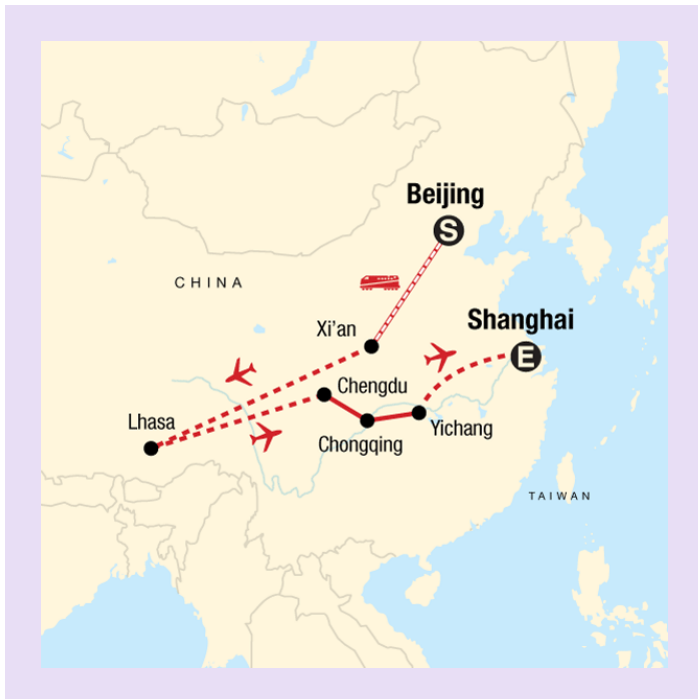 Beijing
S
CHINA
Xi'an
Shanghai
E
Chengdu
Lhasa
Chongqing
Yichang
TAIWAN